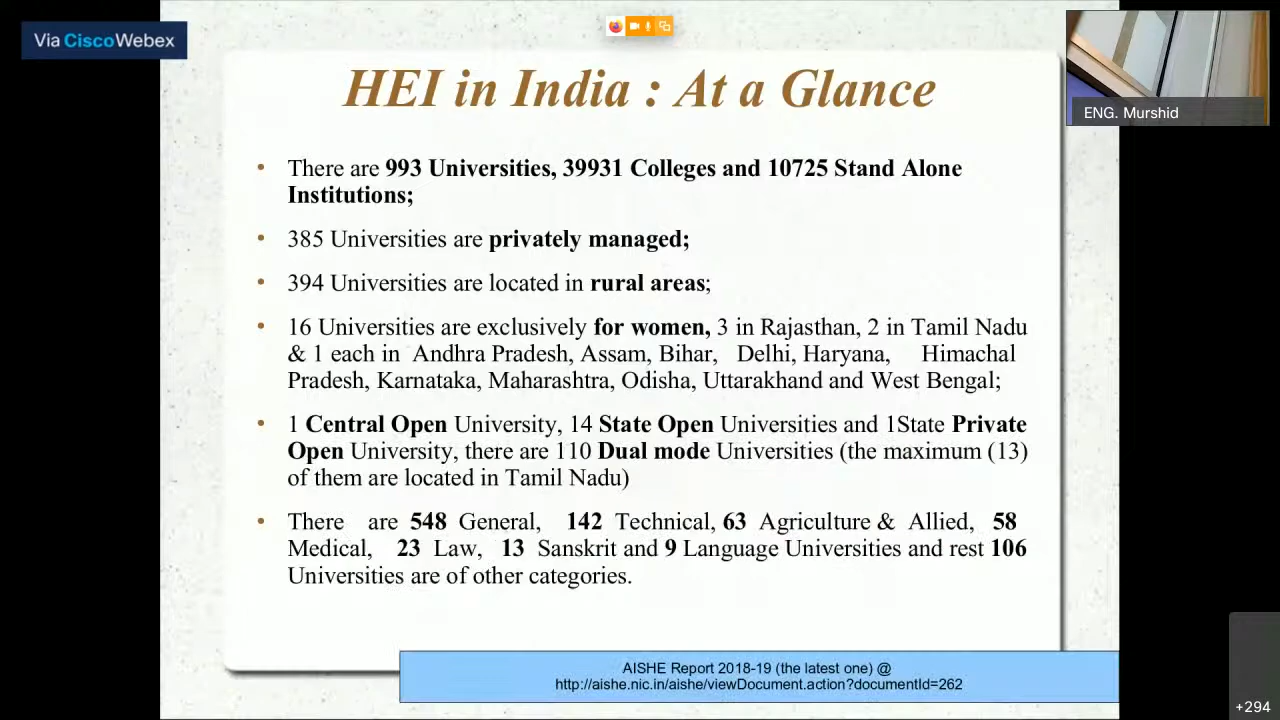 Via Cisco Webex
ENG. Murshid
HEI in India : At a Glance
• There are 993 Universities, 39931 Colleges and 10725 Stand Alone
Institutions;
• 385 Universities are privately managed;
• 394 Universities are located in rural areas;
• 16 Universities are exclusively for women, 3 in Rajasthan, 2 in Tamil Nadu
& 1 each in Andhra Pradesh, Assam, Bihar, Delhi, Haryana, Himachal
Pradesh, Karnataka, Maharashtra, Odisha, Uttarakhand and West Bengal;
• 1 Central Open University, 14 State Open Universities and 1State Private
Open University, there are 110 Dual mode Universities (the maximum (13)
of them are located in Tamil Nadu)
• There are 548 General, 142 Technical, 63 Agriculture & Allied, 58
Medical, 23 Law, 13 Sanskrit and 9 Language Universities and rest 106
Universities are of other categories.
AISHE Report 2018-19 (the latest one) @
http://aishe.nic.in/aishe/viewDocument.action?documentId=262
+294